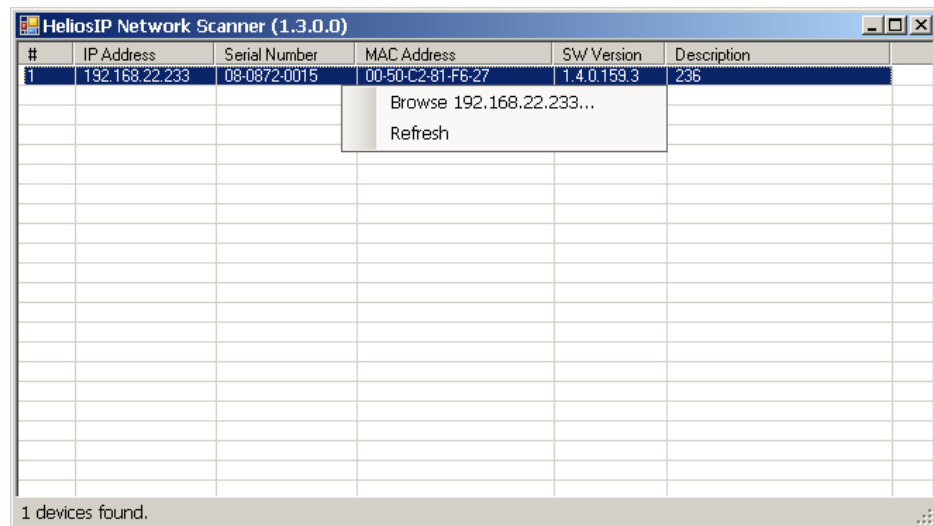 HeliosIP Network Scanner (1.3.0.0)
# IP Address Serial Number MAC Address SW Version Description
1 192.168.22.233 08-0872-0015 00-50-C2-81-F6-27 1.4.0.159.3 236
Browse 192.168.22.233...
Refresh
1 devices found.